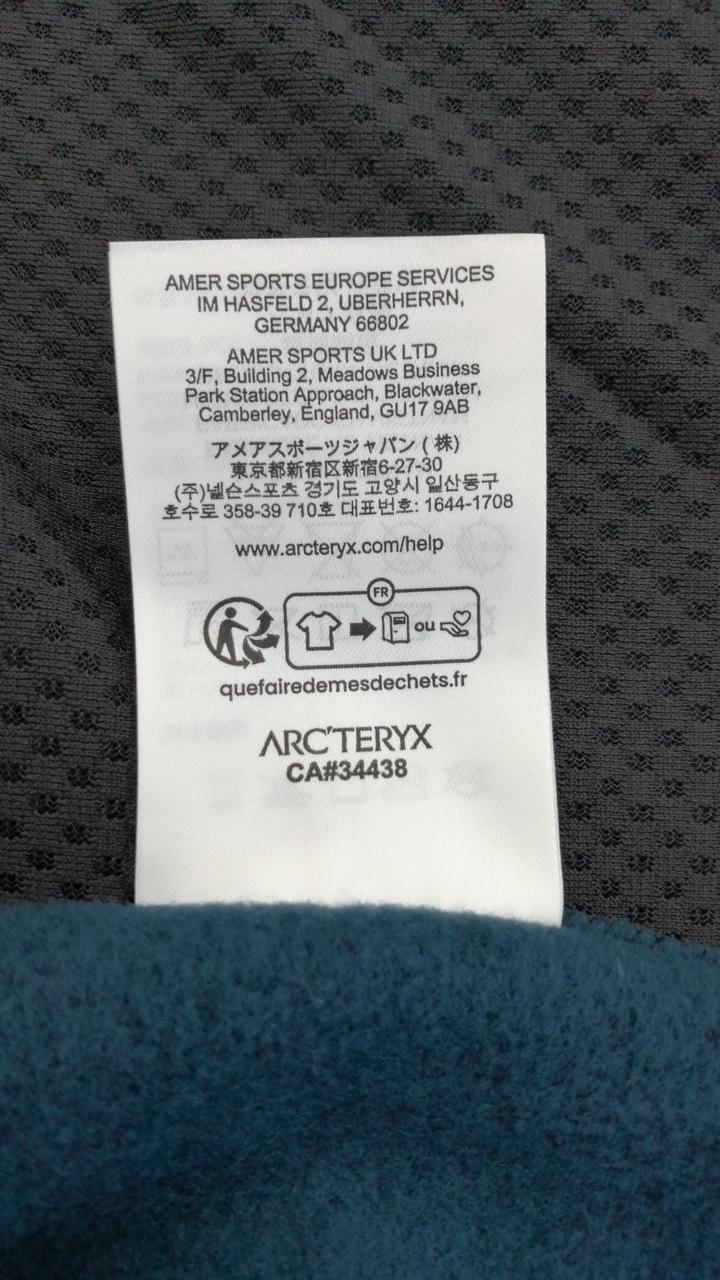 AMER SPORTS EUROPE SERVICES
IM HASFELD 2, UBERHERRN,
GERMANY 66802
AMER SPORTS UK LTD
3/F, Building 2, Meadows Business
Park Station Approach, Blackwater,
Camberley, England, GU17 9AB
アメアスポーツジャパン ( 株)
東京都新宿区新宿6-27-30
(주)넬슨스포츠 경기도 고양시 일산동구
호수로 358-39 710호 대표번호: 1644-1708
www.arcteryx.com/help
FR
ou
quefairedemesdechets.fr
ARC'TERYX
CA#34438